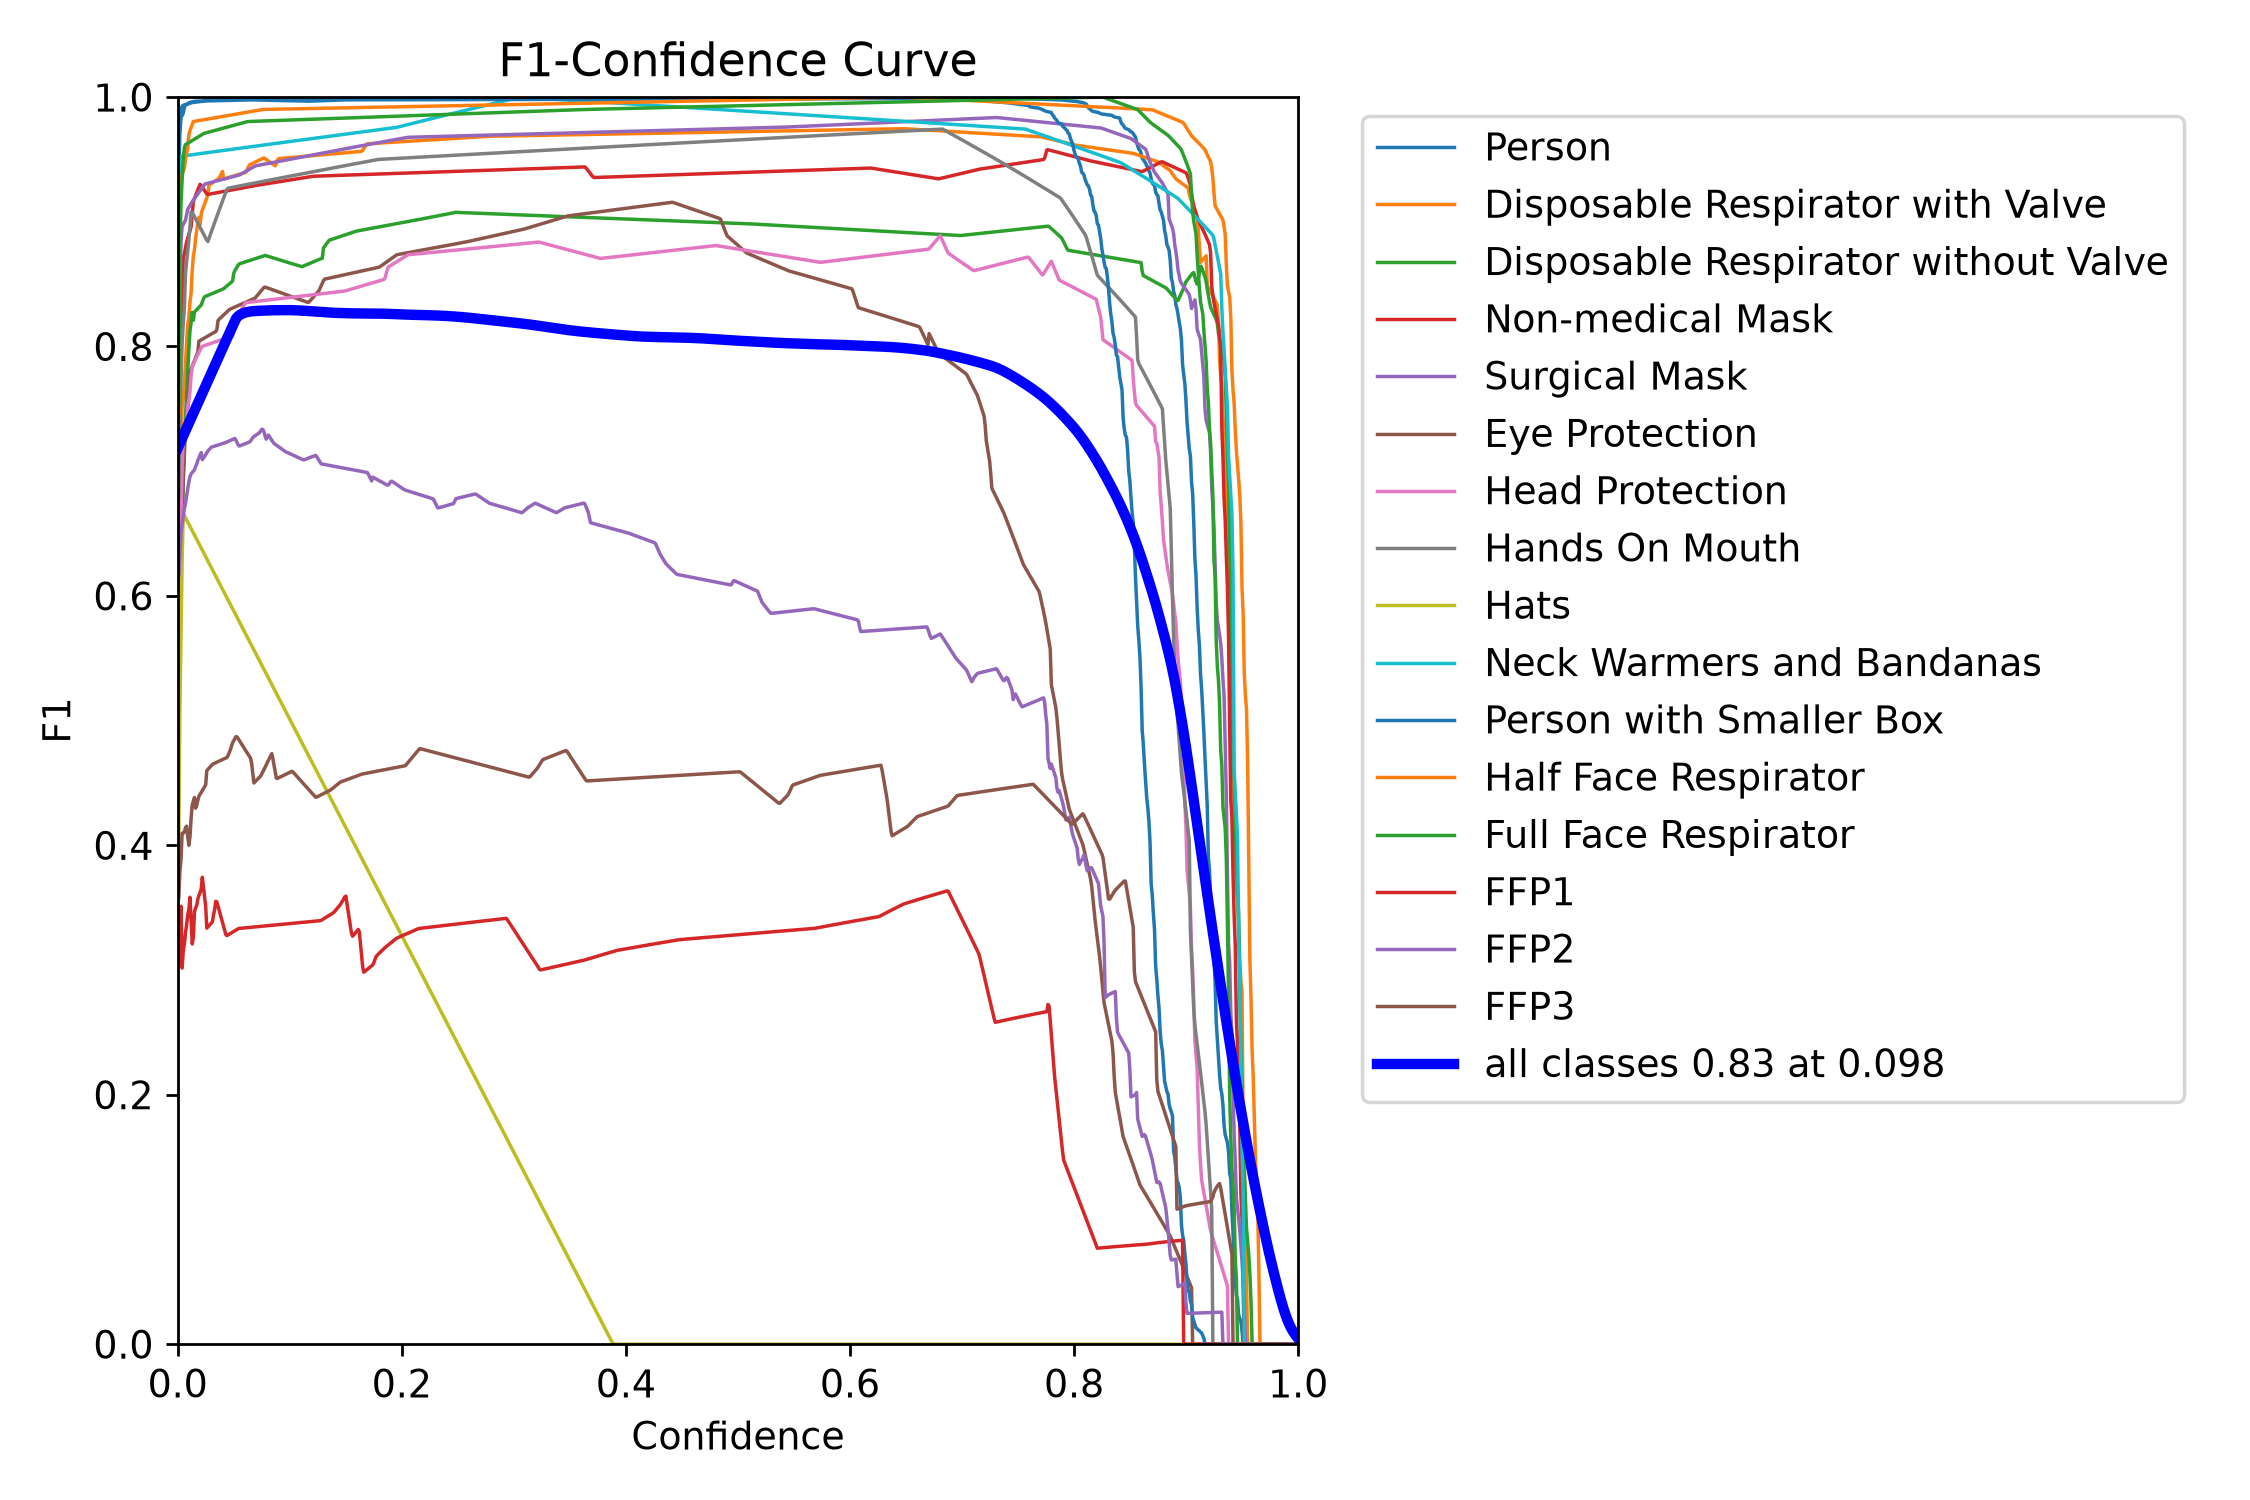 F1-Confidence Curve
1.0
0.8
0.6
0.4
0.2
0.0
F1
0.0 0.2 0.4 0.6 0.8 1.0
Confidence
Person
Disposable Respirator with Valve
Disposable Respirator without Valve
Non-medical Mask
Surgical Mask
Eye Protection
Head Protection
Hands On Mouth
Hats
Neck Warmers and Bandanas
Person with Smaller Box
Half Face Respirator
Full Face Respirator
FFP1
FFP2
FFP3
all classes 0.83 at 0.098